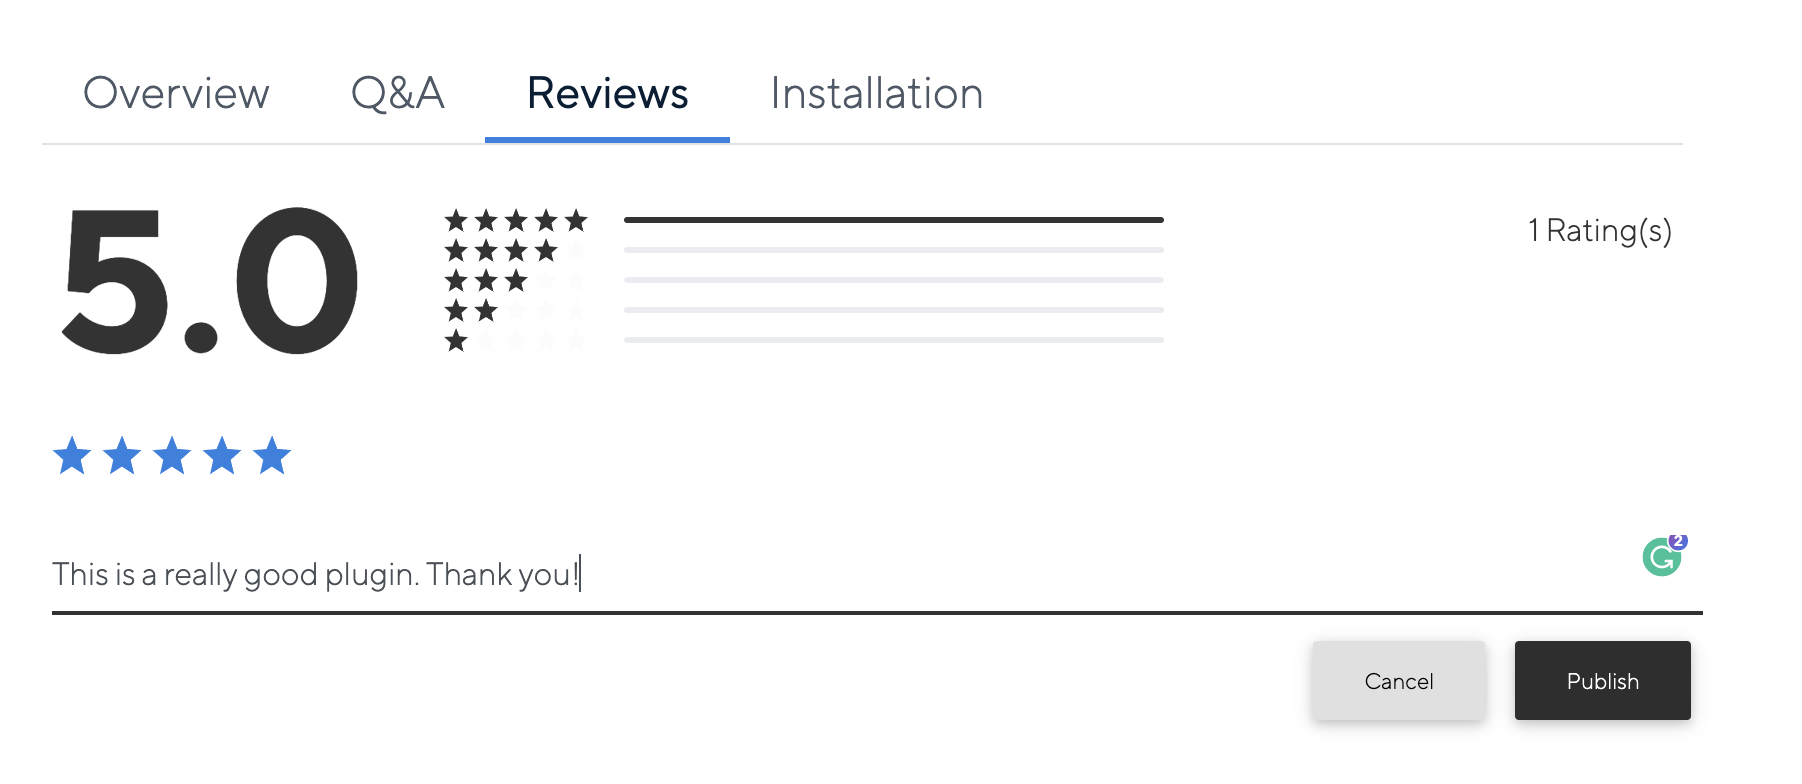 Overview Q&A Reviews Installation
5.0
1 Rating(s)
This is a really good plugin. Thank you!
2
Cancel Publish